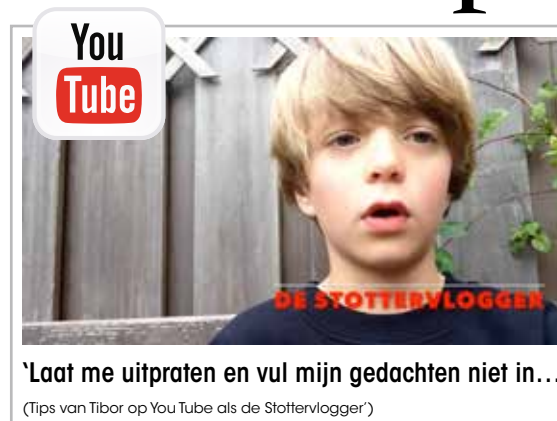 You
Tube
DE STOTTERVLOGGER
‘Laat me uitpraten en vul mijn gedachten niet in…
(Tips van Tibor op You Tube als de Stottervlogger’)